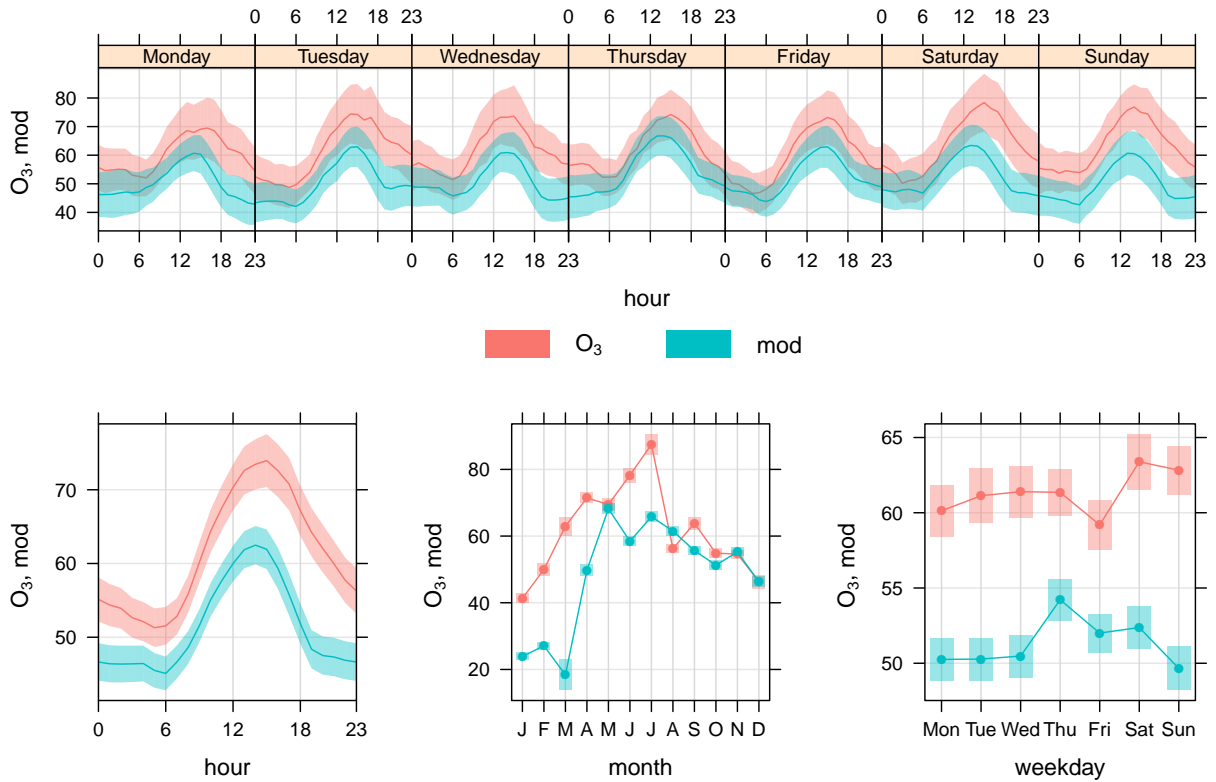 0 6 12 18 23 0 6 12 18 23 0 6 12 18 23
Monday Tuesday Wednesday Thursday Friday Saturday Sunday
80
70
60
50
40
O₃, mod
0 6 12 18 23 0 6 12 18 23 0 6 12 18 23 0 6 12 18 23
hour
O₃ mod
70
60
50
O₃, mod
0 6 12 18 23
hour
80
60
40
20
O₃, mod
J F M A M J J A S O N D
month
65
60
55
50
O₃, mod
Mon Tue Wed Thu Fri Sat Sun
weekday